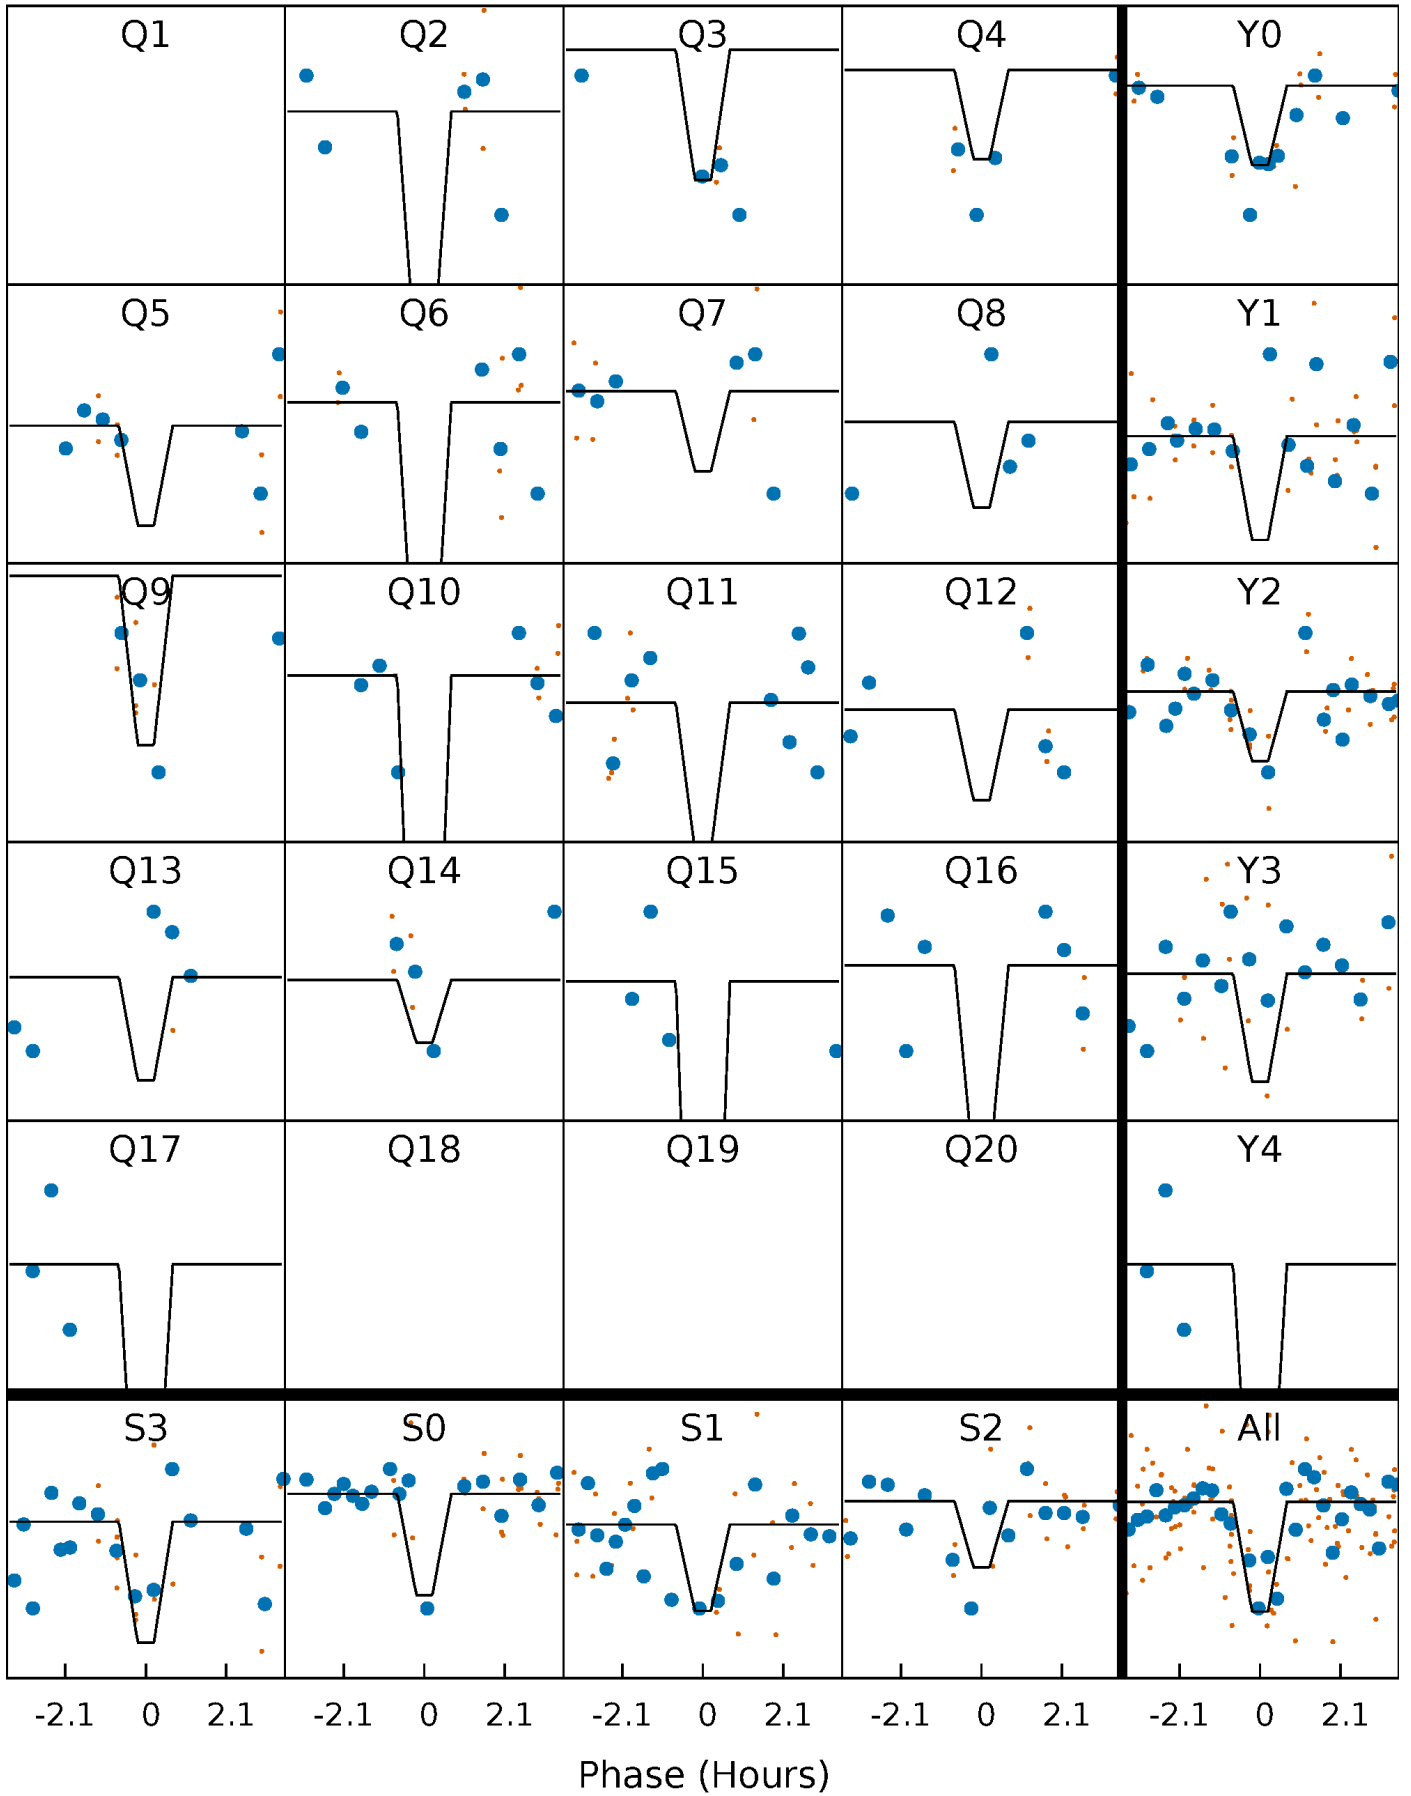 Q1 Q2 Q3 Q4 Y0
Q5 Q6 Q7 Q8 Y1
Q9 Q10 Q11 Q12 Y2
Q13 Q14 Q15 Q16 Y3
Q17 Q18 Q19 Q20 Y4
S3 S0 S1 S2 All
-2.1 0 2.1 -2.1 0 2.1 -2.1 0 2.1 -2.1 0 2.1 -2.1 0 2.1
Phase (Hours)